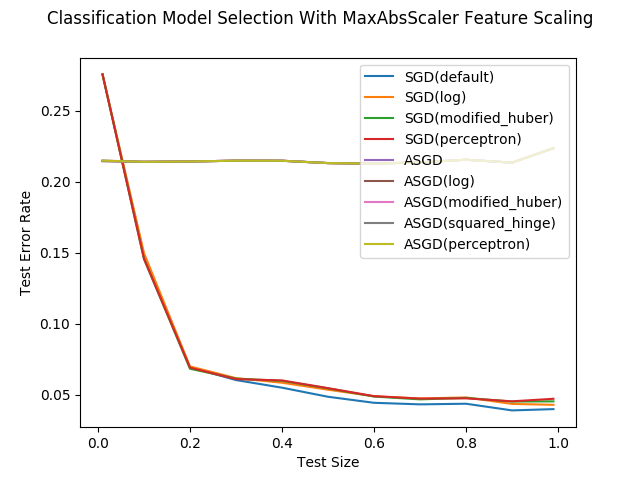 Classification Model Selection With MaxAbsScaler Feature Scaling
SGD(default)
SGD(log)
SGD(modified_huber)
SGD(perceptron)
ASGD
ASGD(log)
ASGD(modified_huber)
ASGD(squared_hinge)
ASGD(perceptron)
0.25
0.20
0.15
0.10
0.05
Test Error Rate
0.0 0.2 0.4 0.6 0.8 1.0
Test Size